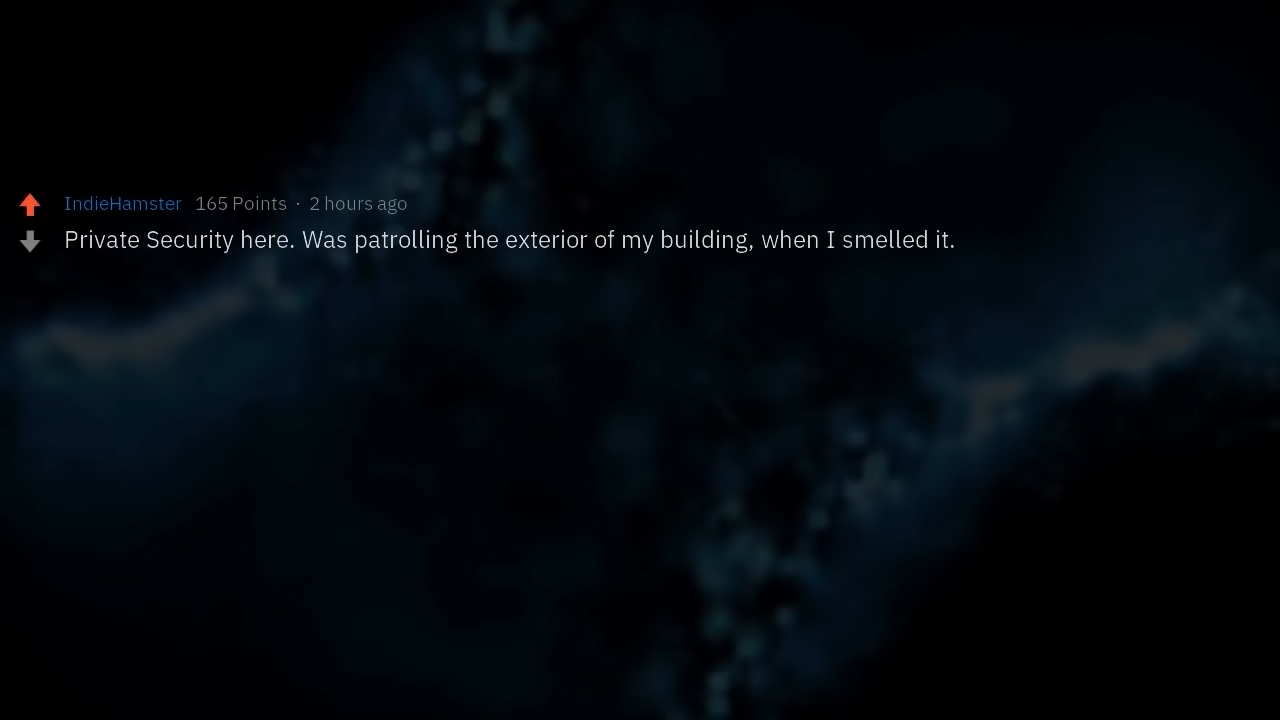 IndieHamster 165 Points · 2 hours ago
Private Security here. Was patrolling the exterior of my building, when I smelled it.